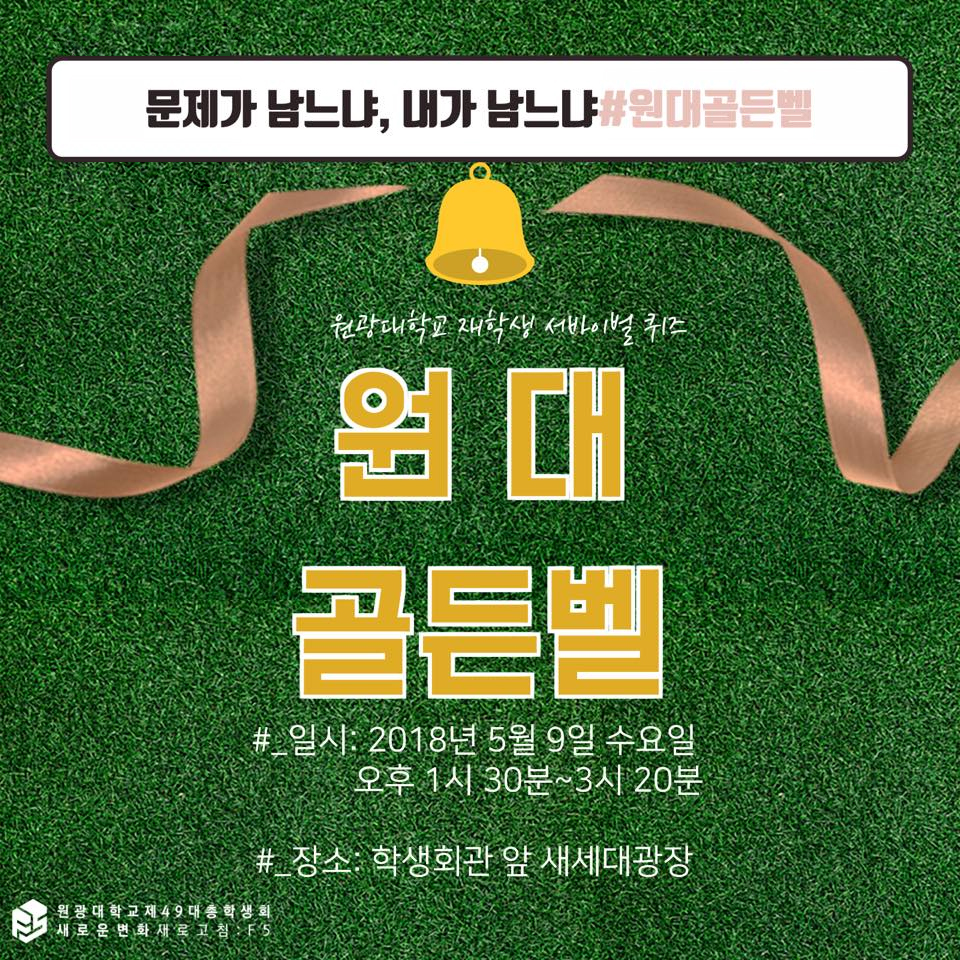 문제가 남느냐, 내가 남느냐#원대골든벨
원광대학교 재학생 서바이벌 퀴즈
원대
골든벨
#_일시: 2018년 5월 9일 수요일
오후 1시 30분~3시 20분
#_장소: 학생회관 앞 새세대광장
원광대학교제49대총학생회
새로운변화새로고침:F5